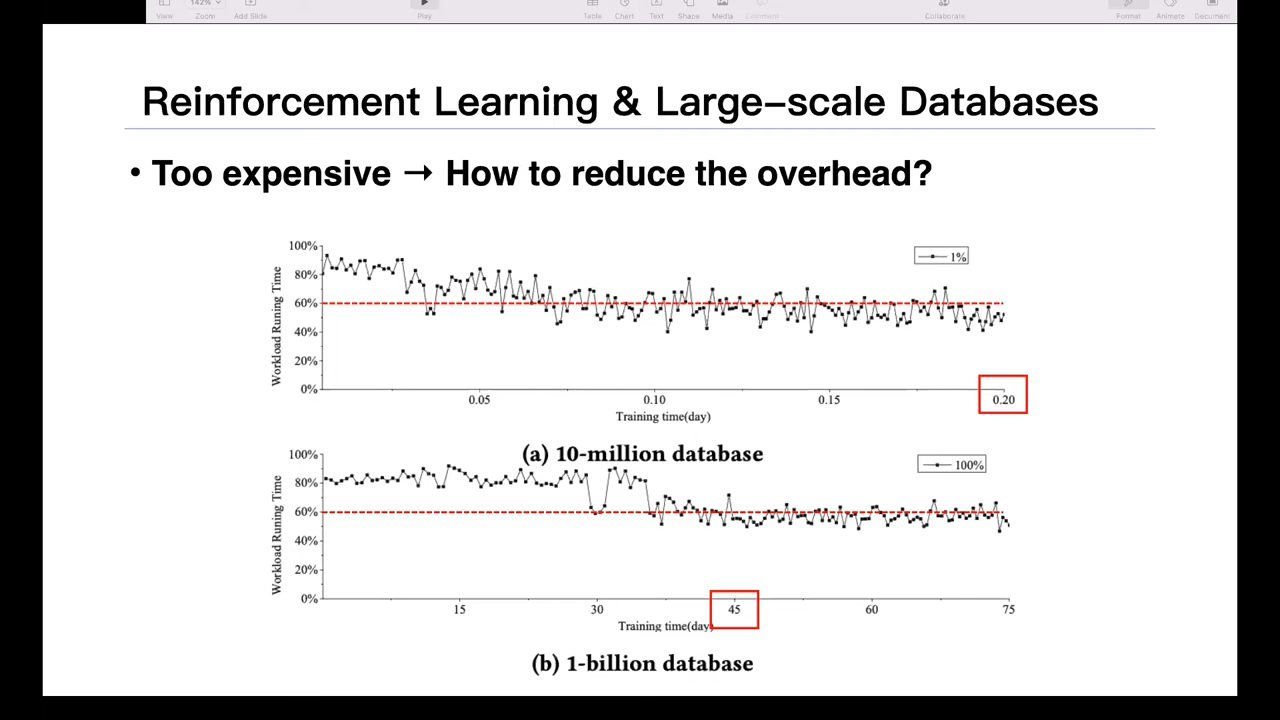 142%
View Zoom Add Slide Play Table Chart Text Shape Media Comment Collaborate Format Animate Document
Reinforcement Learning & Large-scale Databases
• Too expensive → How to reduce the overhead?
100%
80%
60%
40%
20%
0%
Workload Runing Time
1%
0.05 0.10 0.15 0.20
Training time(day)
(a) 10-million database
100%
80%
60%
40%
20%
0%
Workload Runing Time
100%
15 30 45 60 75
Training time(day)
(b) 1-billion database